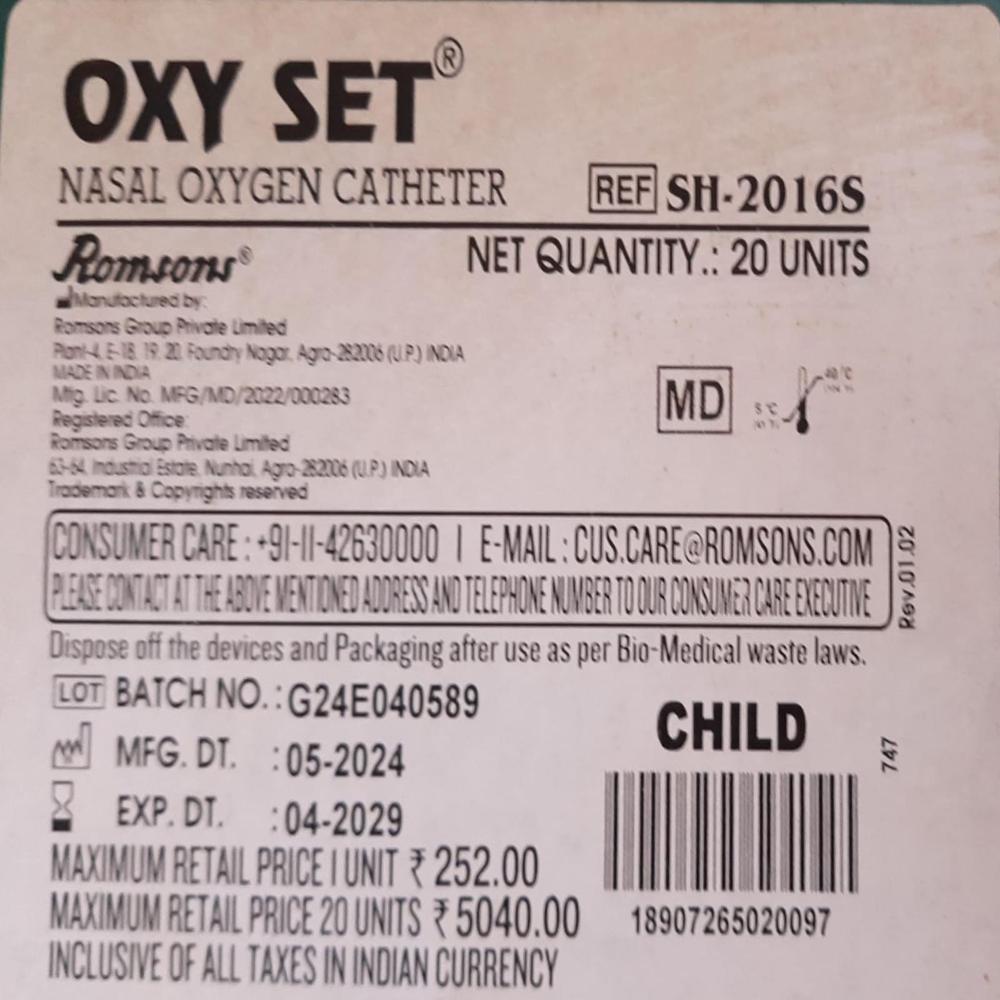 OXY SET®
NASAL OXYGEN CATHETER
REF SH-2016S
Romsons®
NET QUANTITY.: 20 UNITS
Manufactured by:
Romsons Group Private Limited
Plant-4, E-18, 19, 20, Foundry Nagar, Agra-282006 (U.P.) INDIA
MADE IN INDIA
Mfg. Lic. No. MFG/MD/2022/000283
Registered Office:
Romsons Group Private Limited
63-64, Industrial Estate, Nunhai, Agra-282006 (U.P.) INDIA
Trademark & Copyrights reserved
MD
40 °C
5 °C
CONSUMER CARE : +91-11-42630000 | E-MAIL : CUS.CARE@ROMSONS.COM
PLEASE CONTACT AT THE ABOVE MENTIONED ADDRESS AND TELEPHONE NUMBER TO OUR CONSUMER CARE EXECUTIVE
Rev.01.02
Dispose off the devices and Packaging after use as per Bio-Medical waste laws.
LOT BATCH NO. : G24E040589
MFG. DT. : 05-2024
EXP. DT. : 04-2029
CHILD
747
MAXIMUM RETAIL PRICE 1 UNIT ₹ 252.00
MAXIMUM RETAIL PRICE 20 UNITS ₹ 5040.00
INCLUSIVE OF ALL TAXES IN INDIAN CURRENCY
18907265020097